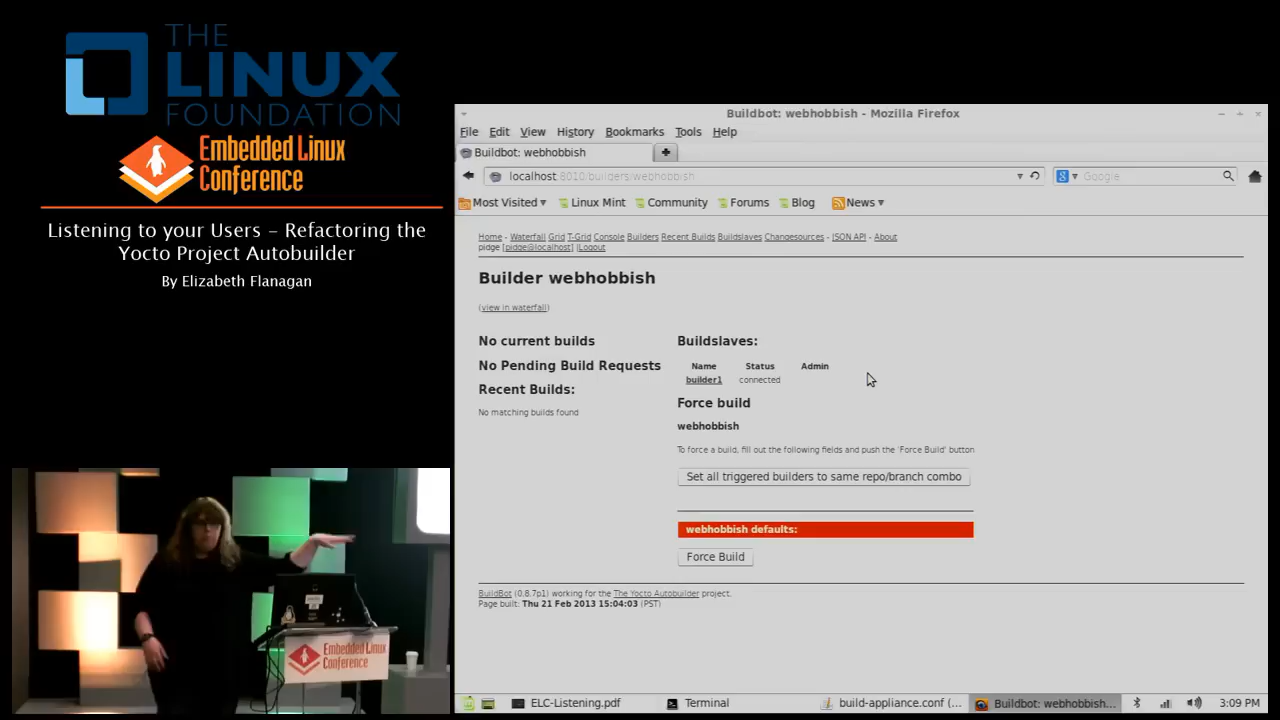 THE
LINUX
FOUNDATION
Embedded Linux
Conference
Listening to your Users – Refactoring the
Yocto Project Autobuilder
By Elizabeth Flanagan
Buildbot: webhobbish - Mozilla Firefox
File Edit View History Bookmarks Tools Help
Buildbot: webhobbish
localhost:8010/builders/webhobbish
Google
Most Visited Linux Mint Community Forums Blog News
Home - Waterfall Grid T-Grid Console Builders Recent Builds Buildslaves Changesources - JSON API - About
pidge [pidge@localhost] |Logout
Builder webhobbish
(view in waterfall)
No current builds
No Pending Build Requests
Recent Builds:
No matching builds found
Buildslaves:
Name Status Admin
builder1 connected
Force build
webhobbish
To force a build, fill out the following fields and push the 'Force Build' button
Set all triggered builders to same repo/branch combo
webhobbish defaults:
Force Build
BuildBot (0.8.7p1) working for the The Yocto Autobuilder project.
Page built: Thu 21 Feb 2013 15:04:03 (PST)
ELC-Listening.pdf Terminal build-appliance.conf (... Buildbot: webhobbish... 3:09 PM
Embedded Linux
Conference